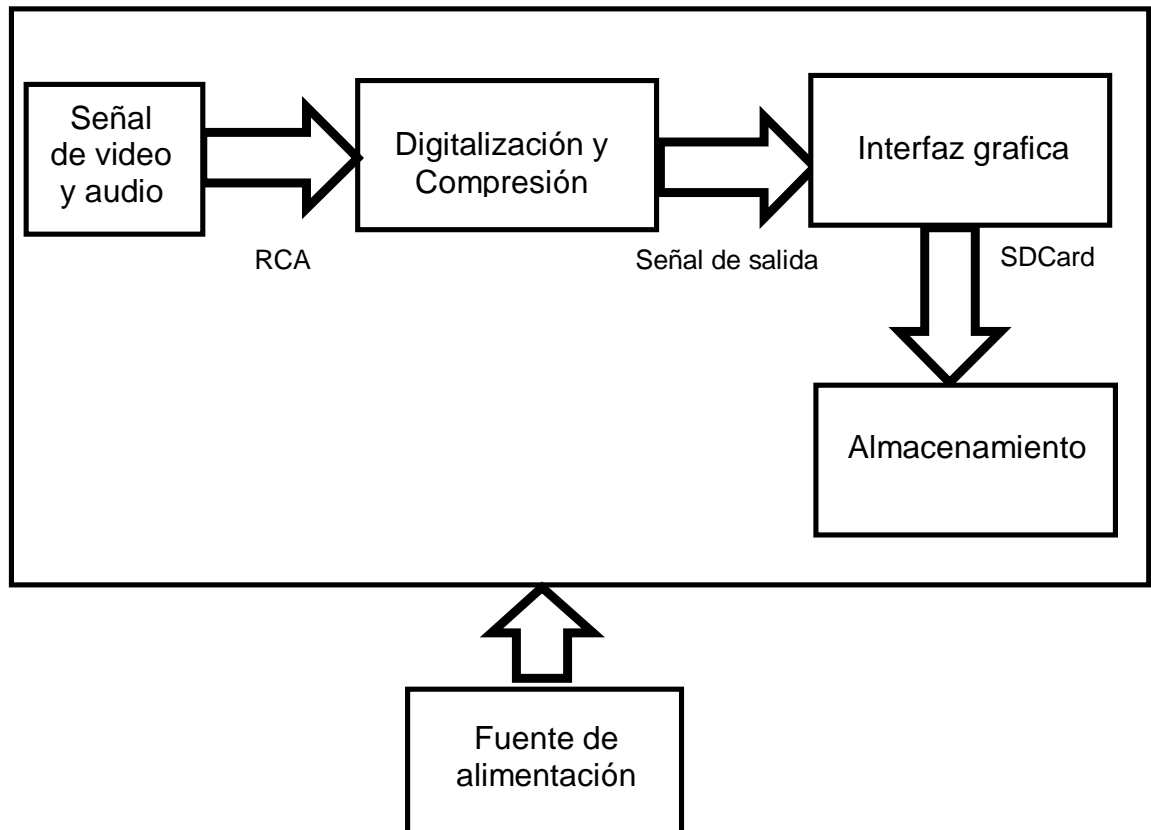 Señal
de video
y audio
RCA
Digitalización y
Compresión
Señal de salida
Interfaz grafica
SDCard
Almacenamiento
Fuente de
alimentación